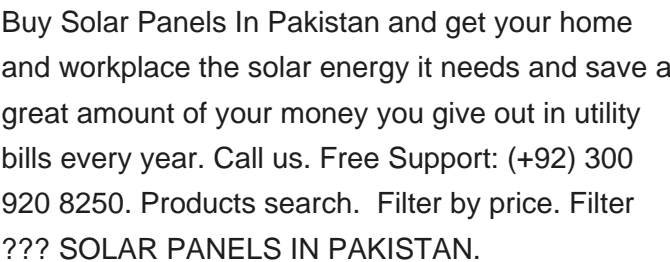 Buy Solar Panels In Pakistan and get your home
and workplace the solar energy it needs and save a
great amount of your money you give out in utility
bills every year. Call us. Free Support: (+92) 300
920 8250. Products search.  Filter by price. Filter
??? SOLAR PANELS IN PAKISTAN.